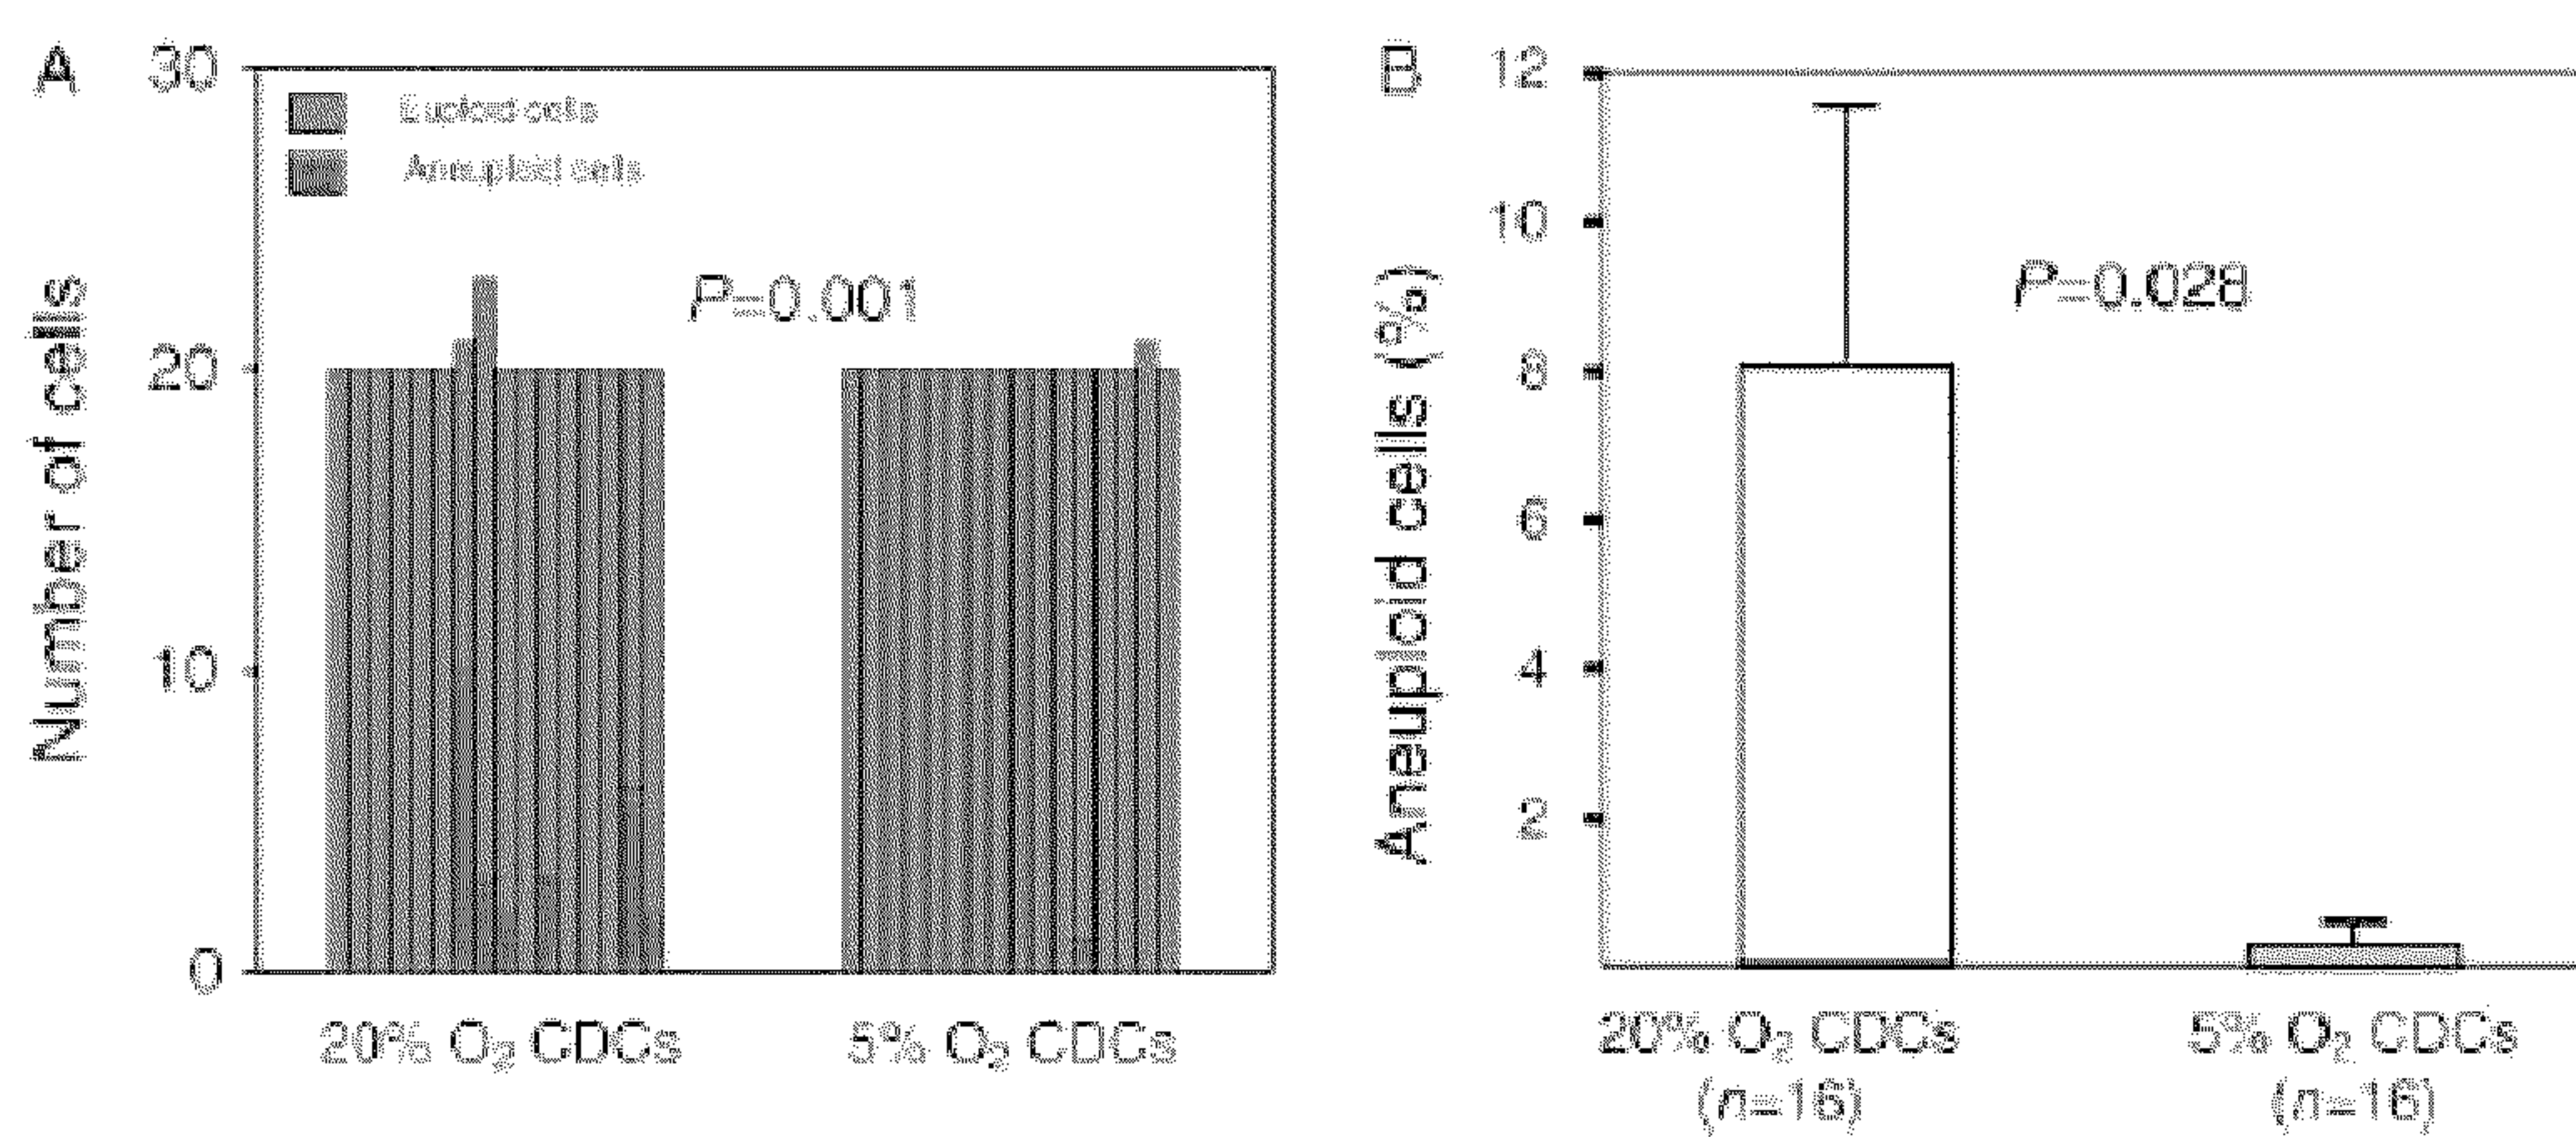 A
30
20
10
0
Number of cells
Euploid cells
Aneuploid cells
P=0.001
20% O₂ CDCs
5% O₂ CDCs
B
12
10
8
6
4
2
Aneuploid cells (%)
P=0.028
20% O₂ CDCs
(n=16)
5% O₂ CDCs
(n=16)